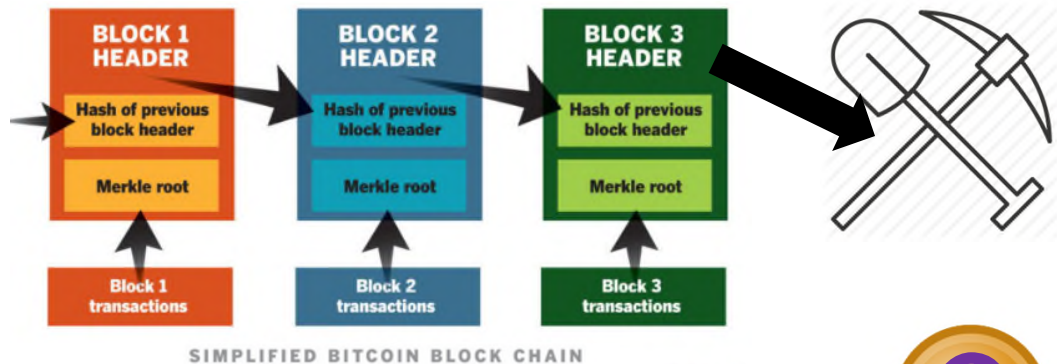 BLOCK 1
HEADER
Hash of previous
block header
Merkle root
Block 1
transactions
BLOCK 2
HEADER
Hash of previous
block header
Merkle root
Block 2
transactions
BLOCK 3
HEADER
Hash of previous
block header
Merkle root
Block 3
transactions
SIMPLIFIED BITCOIN BLOCK CHAIN